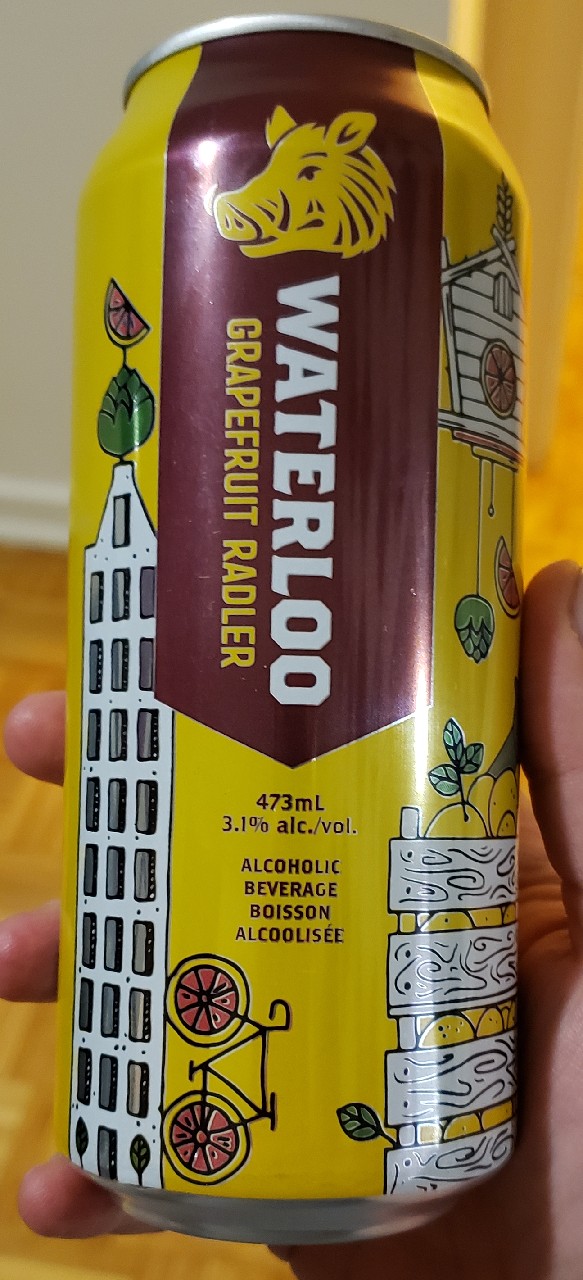 WATERLOO
GRAPEFRUIT RADLER
473mL
3.1% alc./vol.
ALCOHOLIC
BEVERAGE
BOISSON
ALCOOLISÉE